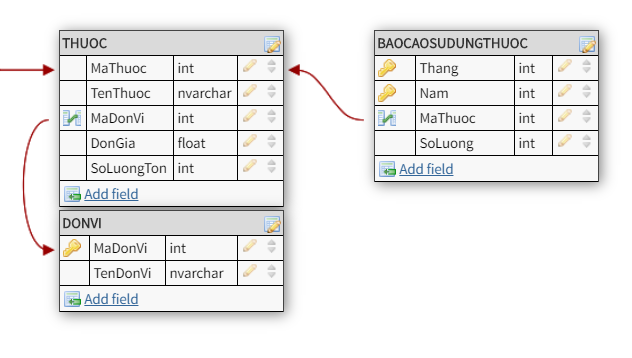 THUOC
MaThuoc int
TenThuoc nvarchar
MaDonVi int
DonGia float
SoLuongTon int
Add field
DONVI
MaDonVi int
TenDonVi nvarchar
Add field
BAOCAOSUDUNGTHUOC
Thang int
Nam int
MaThuoc int
SoLuong int
Add field